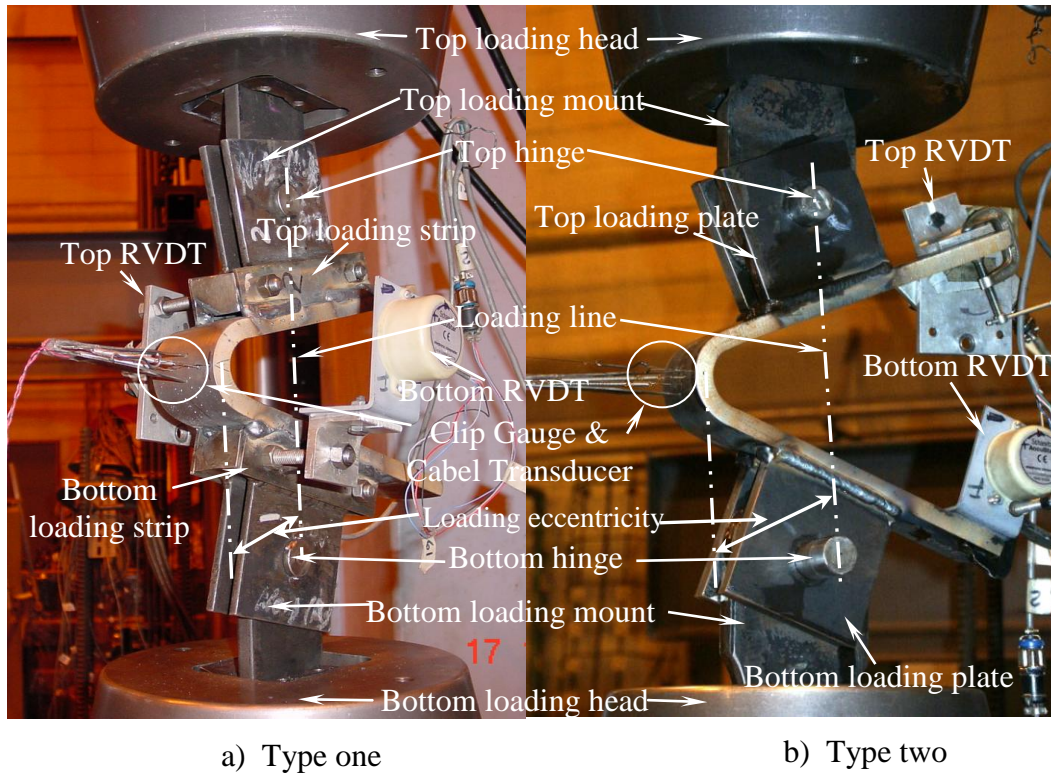 Top loading head
Top loading mount
Top hinge
Top RVDT
Top loading plate
Top loading strip
Top RVDT
Loading line
Bottom RVDT
Bottom RVDT
Clip Gauge &
Cabel Transducer
Bottom
loading strip
Loading eccentricity
Bottom hinge
Bottom loading mount
17
Bottom loading plate
Bottom loading head
a) Type one
b) Type two